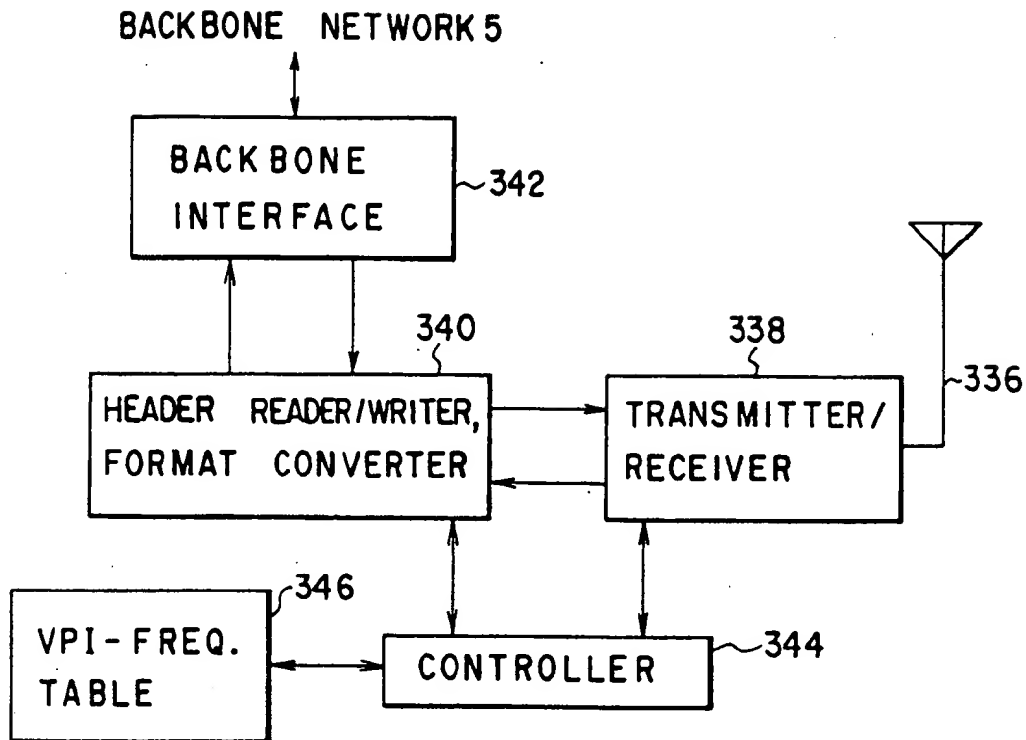 BACKBONE NETWORK 5
BACKBONE
INTERFACE
342
340
338
336
HEADER READER/WRITER,
FORMAT CONVERTER
TRANSMITTER/
RECEIVER
346
VPI-FREQ.
TABLE
CONTROLLER
344